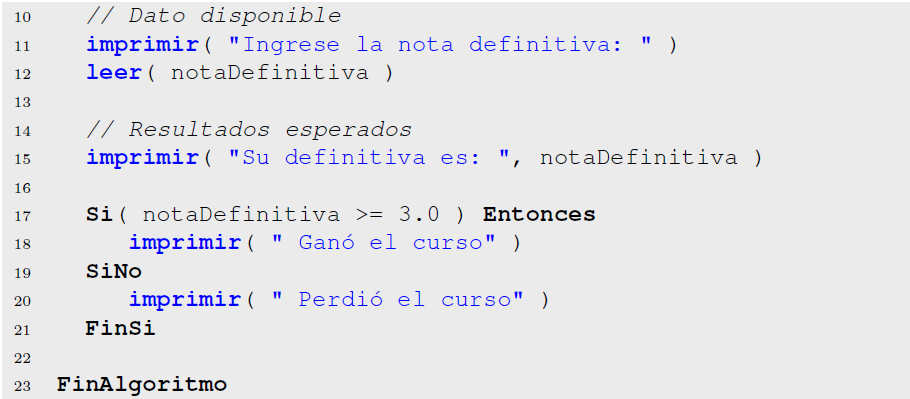 10 // Dato disponible
11 imprimir( "Ingrese la nota definitiva: " )
12 leer( notaDefinitiva )
13
14 // Resultados esperados
15 imprimir( "Su definitiva es: ", notaDefinitiva )
16
17 Si( notaDefinitiva >= 3.0 ) Entonces
18 imprimir( " Ganó el curso" )
19 SiNo
20 imprimir( " Perdió el curso" )
21 FinSi
22
23 FinAlgoritmo